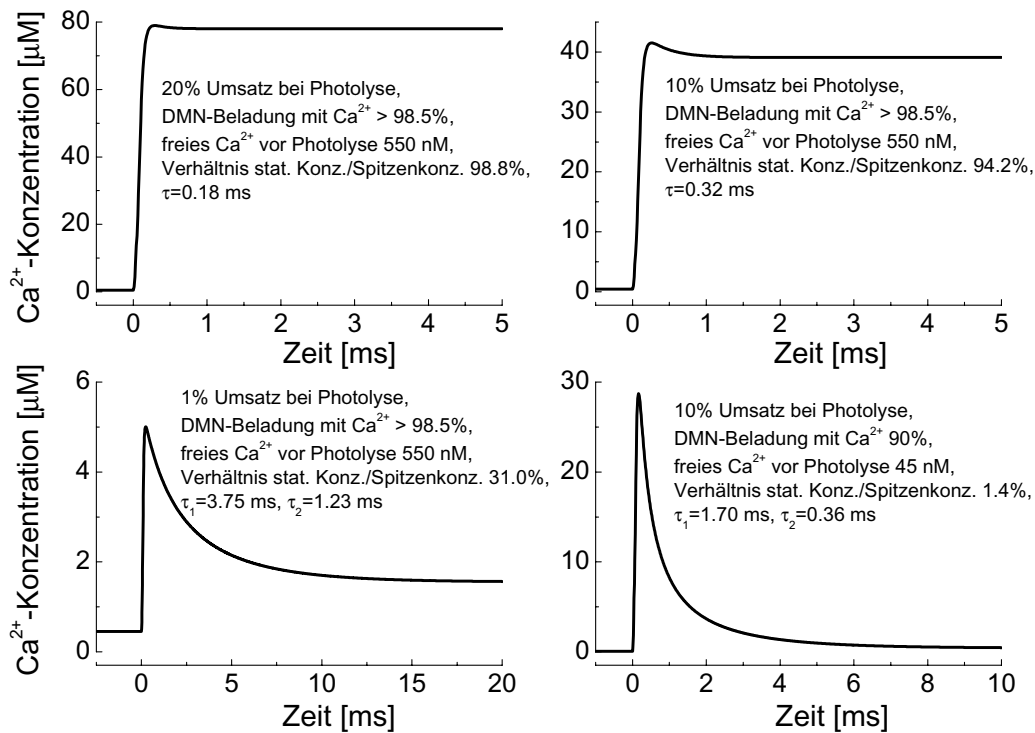 Ca²⁺-Konzentration [μM]
80
60
40
20
0
20% Umsatz bei Photolyse,
DMN-Beladung mit Ca²⁺ > 98.5%,
freies Ca²⁺ vor Photolyse 550 nM,
Verhältnis stat. Konz./Spitzenkonz. 98.8%,
τ=0.18 ms
0 1 2 3 4 5
Zeit [ms]
40
30
20
10
0
10% Umsatz bei Photolyse,
DMN-Beladung mit Ca²⁺ > 98.5%,
freies Ca²⁺ vor Photolyse 550 nM,
Verhältnis stat. Konz./Spitzenkonz. 94.2%,
τ=0.32 ms
0 1 2 3 4 5
Zeit [ms]
Ca²⁺-Konzentration [μM]
6
4
2
0
1% Umsatz bei Photolyse,
DMN-Beladung mit Ca²⁺ > 98.5%,
freies Ca²⁺ vor Photolyse 550 nM,
Verhältnis stat. Konz./Spitzenkonz. 31.0%,
τ₁=3.75 ms, τ₂=1.23 ms
0 5 10 15 20
Zeit [ms]
30
20
10
0
10% Umsatz bei Photolyse,
DMN-Beladung mit Ca²⁺ 90%,
freies Ca²⁺ vor Photolyse 45 nM,
Verhältnis stat. Konz./Spitzenkonz. 1.4%,
τ₁=1.70 ms, τ₂=0.36 ms
0 2 4 6 8 10
Zeit [ms]